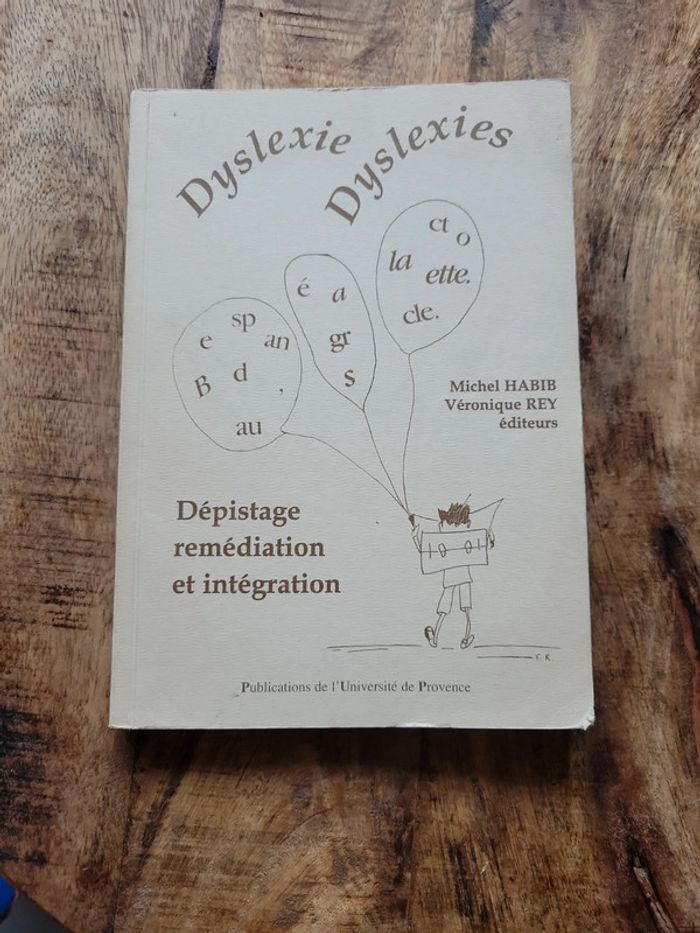 Dyslexie
Dyslexies
ct
o
la
ette.
cle.
é
a
gr
s
sp
e
an
B
d
,
au
Michel HABIB
Véronique REY
éditeurs
Dépistage
remédiation
et intégration
Publications de l'Université de Provence